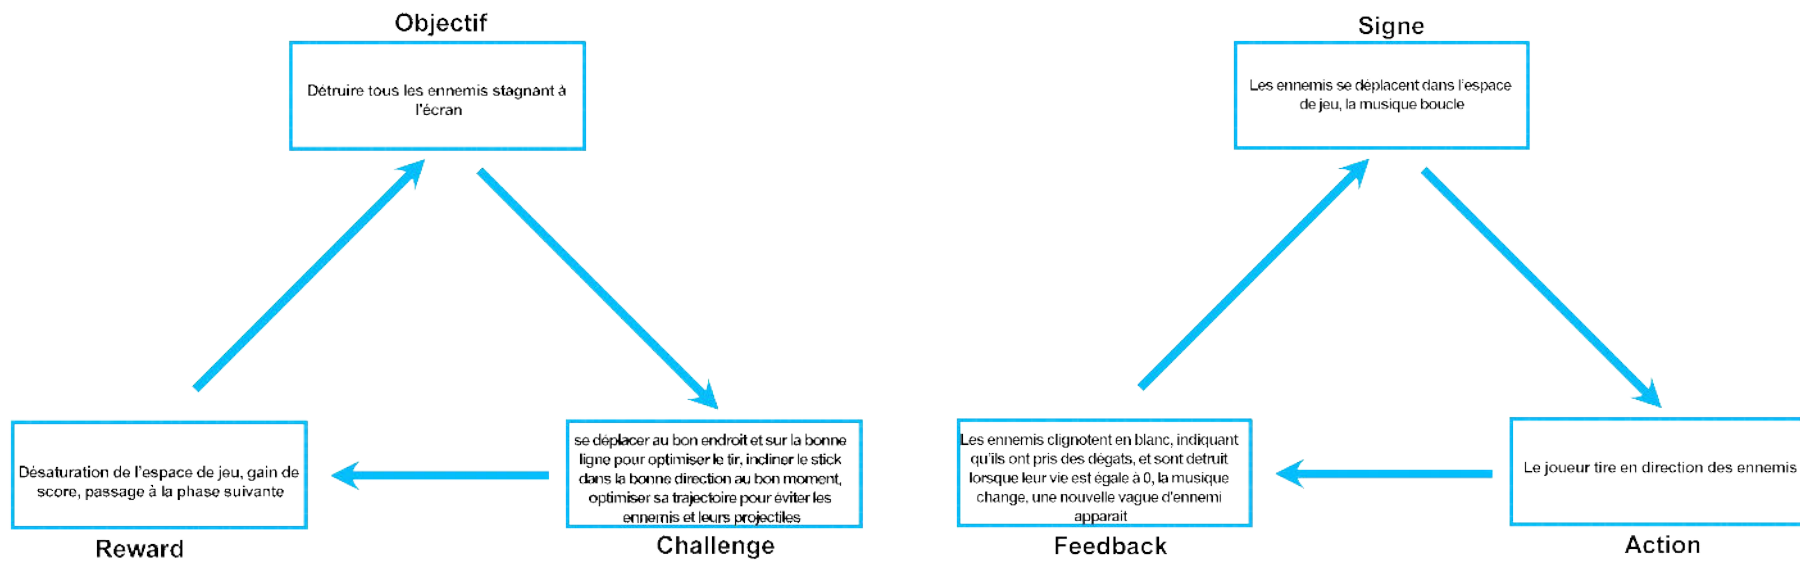 Objectif
Détruire tous les ennemis stagnant à
l'écran
se déplacer au bon endroit et sur la bonne
ligne pour optimiser le tir, incliner le stick
dans la bonne direction au bon moment,
optimiser sa trajectoire pour éviter les
ennemis et leurs projectiles
Challenge
Désaturation de l'espace de jeu, gain de
score, passage à la phase suivante
Reward
Signe
Les ennemis se déplacent dans l'espace
de jeu, la musique boucle
Le joueur tire en direction des ennemis
Action
Les ennemis clignotent en blanc, indiquant
qu'ils ont pris des dégats, et sont detruit
lorsque leur vie est égale à 0, la musique
change, une nouvelle vague d'ennemi
apparait
Feedback